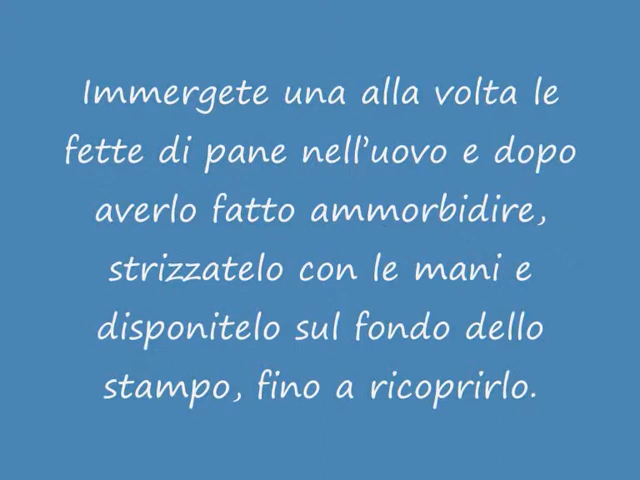 Immergete una alla volta le
fette di pane nell'uovo e dopo
averlo fatto ammorbidire,
strizzatelo con le mani e
disponitelo sul fondo dello
stampo, fino a ricoprirlo.